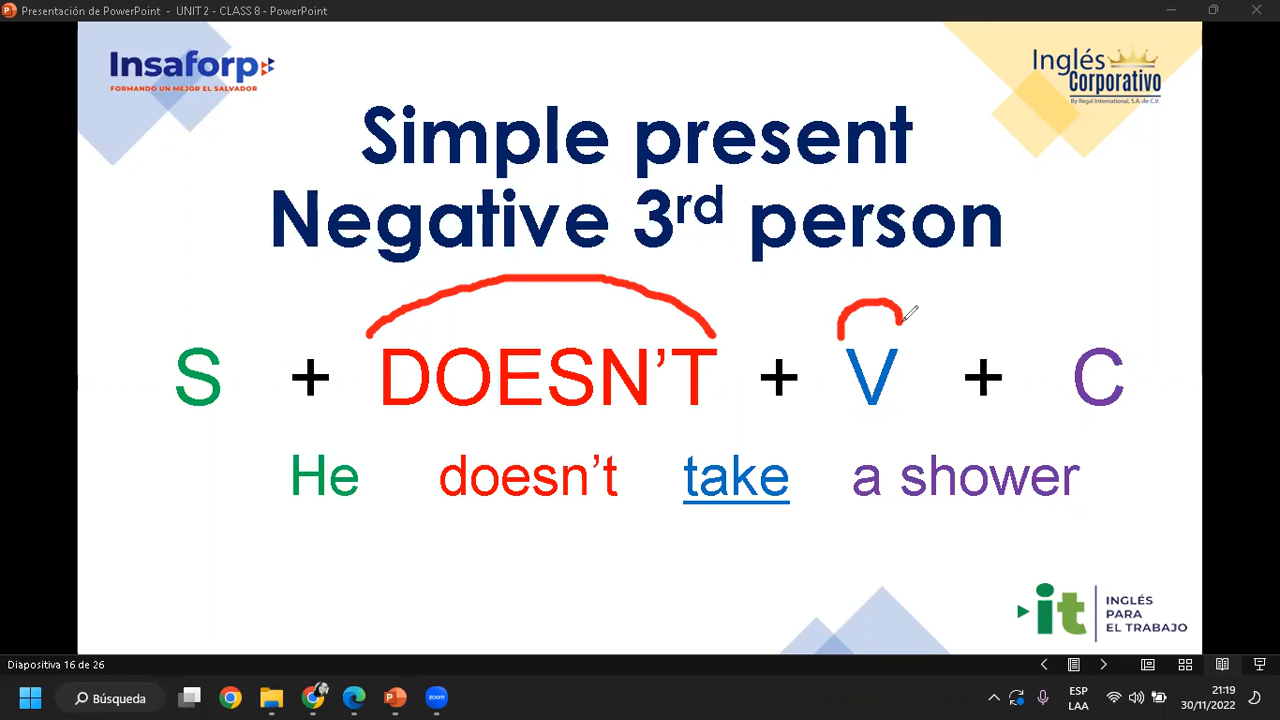 Presentación de PowerPoint - UNIT 2 - CLASS 8 - PowerPoint
Insaforp
FORMANDO UN MEJOR EL SALVADOR
Inglés
Corporativo
By Regal International, S.A. de C.V.
Simple present
Negative 3rd person
S + DOESN'T + V + C
He doesn't take a shower
it
INGLÉS
PARA
EL TRABAJO
Diapositiva 16 de 26
Búsqueda
zoom
ESP
LAA
21:19
30/11/2022